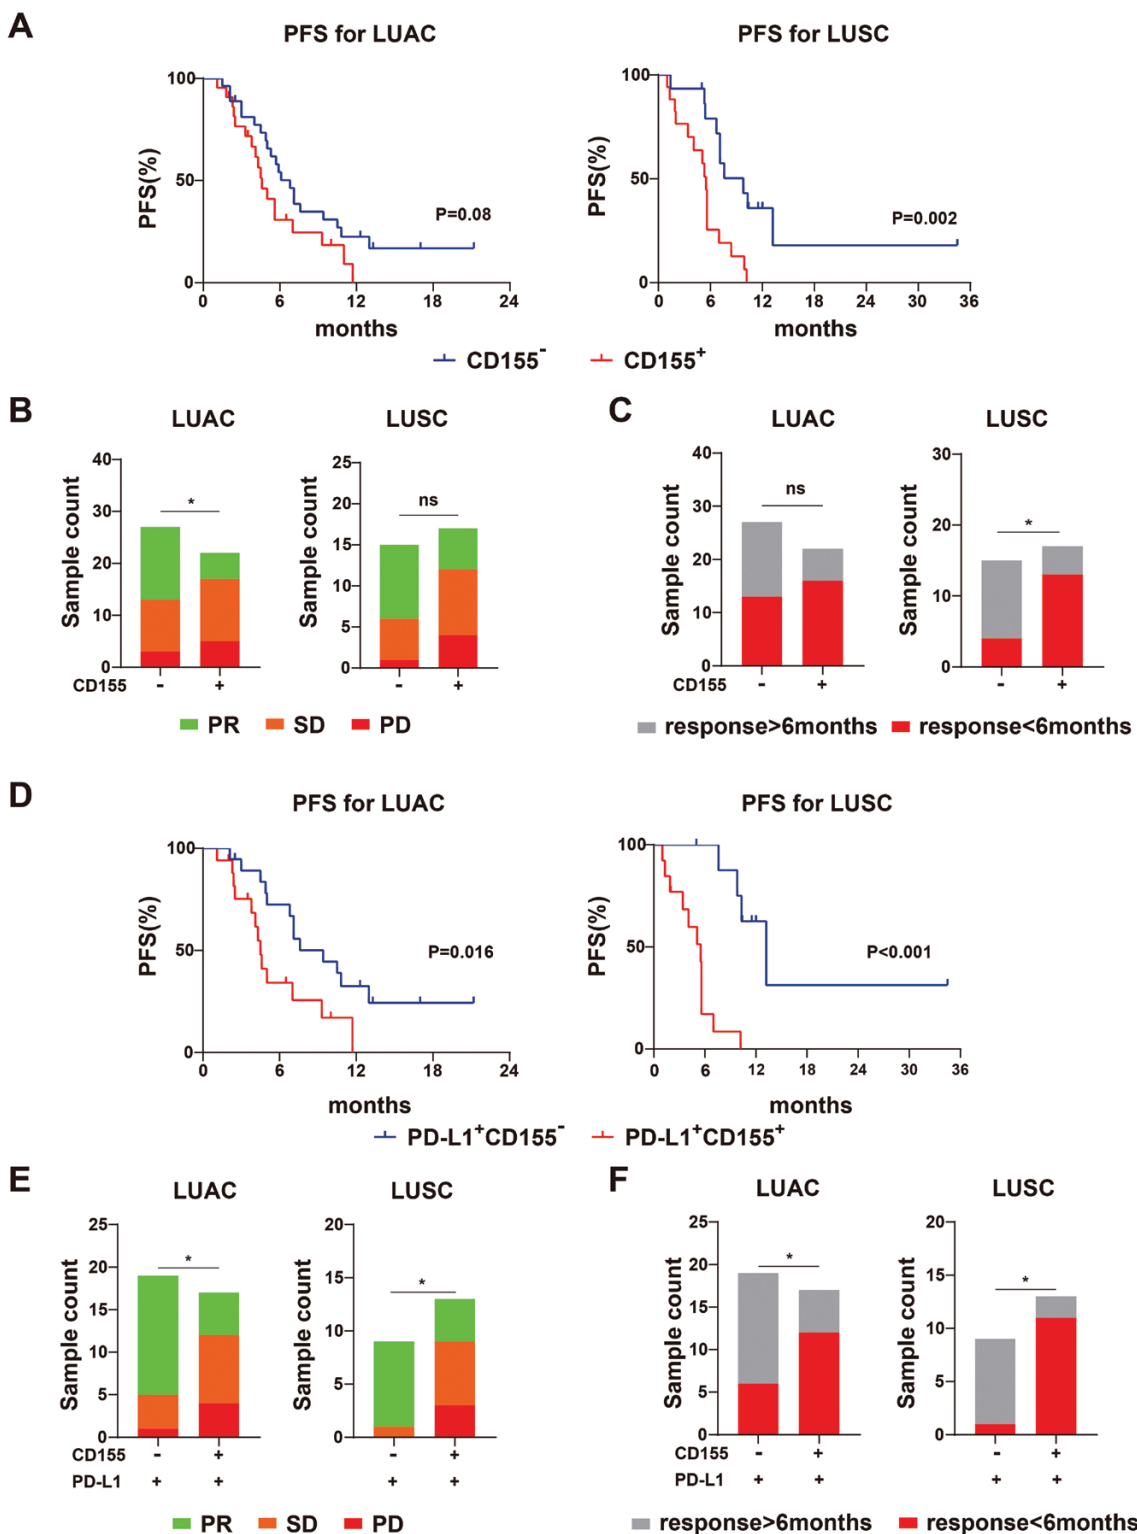 A
PFS for LUAC
PFS for LUSC
PFS(%)
100
50
0
P=0.08
0 6 12 18 24
months
PFS(%)
100
50
0
P=0.002
0 6 12 18 24 30 36
months
CD155⁻ CD155⁺
B
LUAC
Sample count
40
30
20
10
0
*
CD155 - +
LUSC
Sample count
25
20
15
10
5
0
ns
- +
PR SD PD
C
LUAC
Sample count
40
30
20
10
0
ns
CD155 - +
LUSC
Sample count
30
20
10
0
*
- +
response>6months response<6months
D
PFS for LUAC
PFS for LUSC
PFS(%)
100
50
0
P=0.016
0 6 12 18 24
months
PFS(%)
100
50
0
P<0.001
0 6 12 24 30 36
months
PD-L1⁺CD155⁻ PD-L1⁺CD155⁺
E
LUAC
Sample count
25
20
15
10
5
0
*
CD155 - +
PD-L1 + +
LUSC
Sample count
20
15
10
5
0
*
- +
+ +
PR SD PD
F
LUAC
Sample count
25
20
15
10
5
0
*
CD155 - +
PD-L1 + +
LUSC
Sample count
20
15
10
5
0
*
- +
+ +
response>6months response<6months